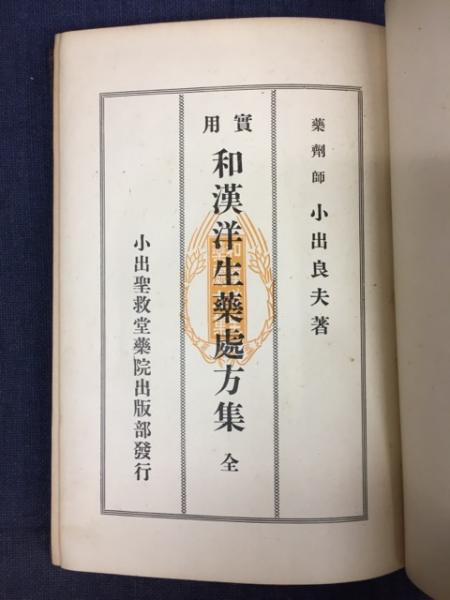 藥劑師 小出良夫著
實用
和漢洋生藥處方集 全
小出聖救堂藥院出版部發行